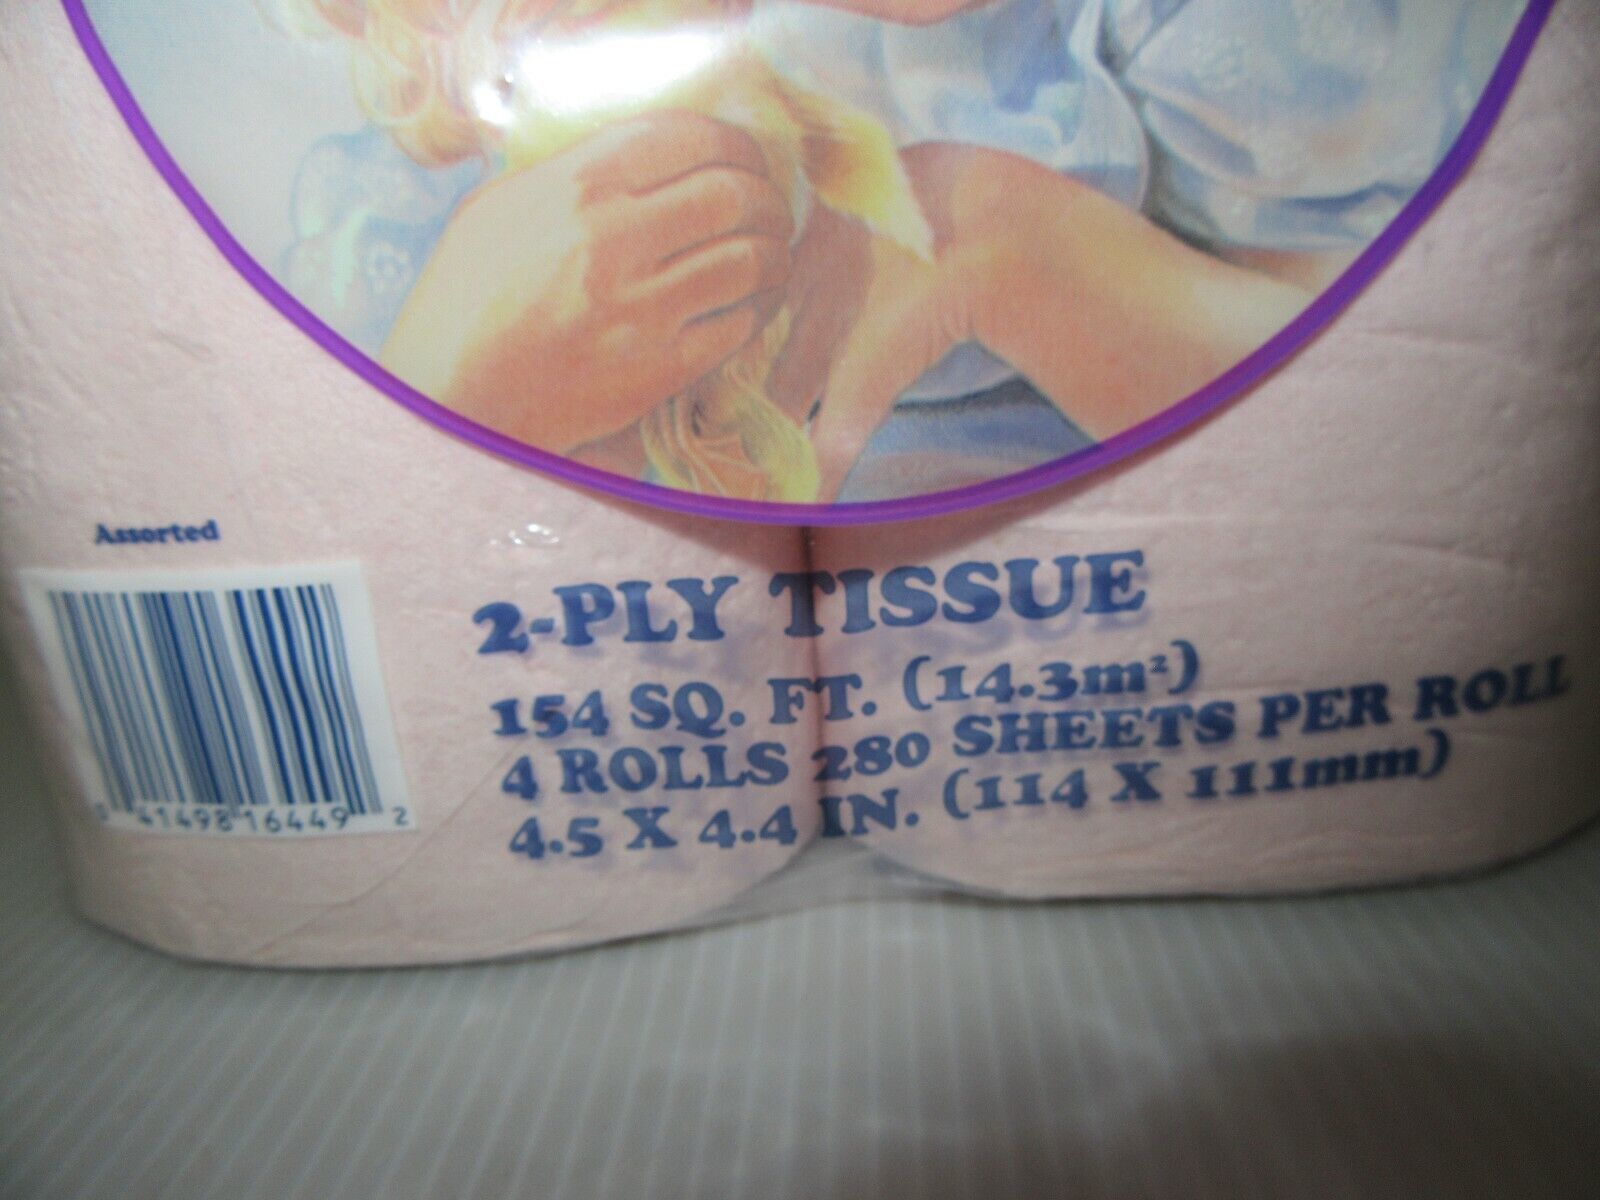 Assorted
2-PLY TISSUE
154 SQ. FT. (14.3m²)
4 ROLLS 280 SHEETS PER ROLL
4.5 X 4.4 IN. (114 X 111mm)
0 41498 16449 2